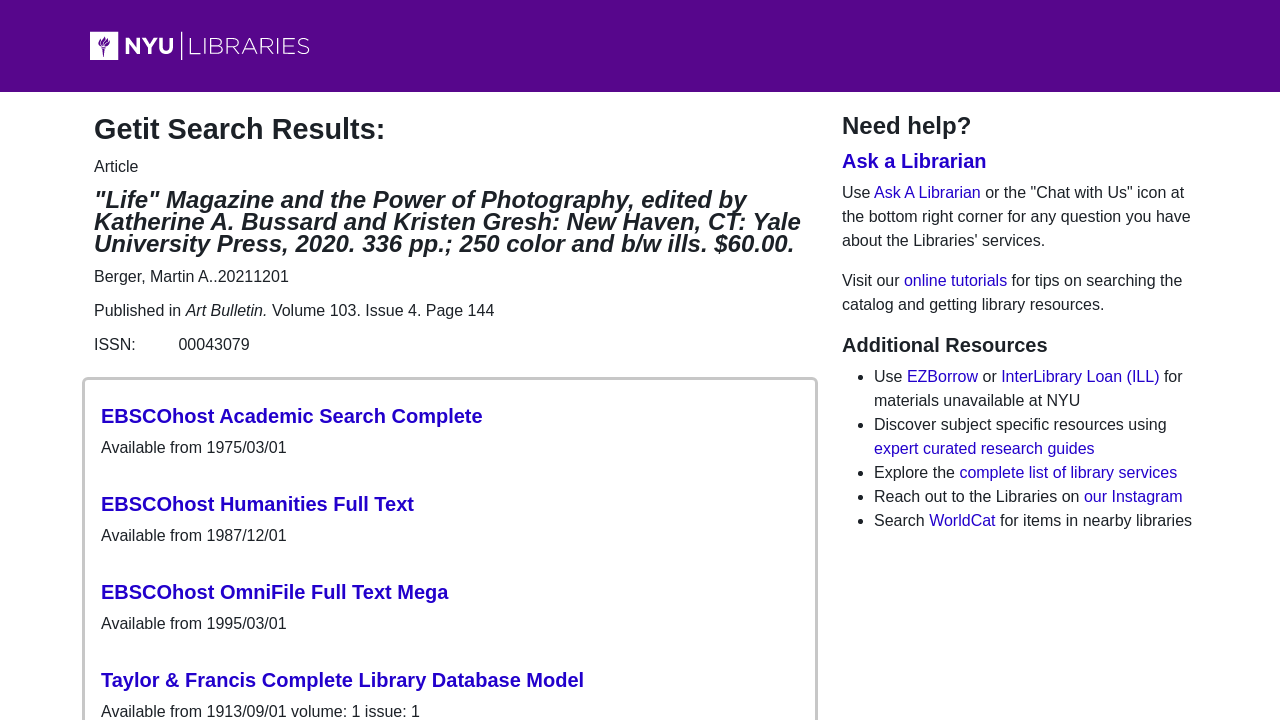 NYU LIBRARIES
Getit Search Results:
Article
"Life" Magazine and the Power of Photography, edited by
Katherine A. Bussard and Kristen Gresh: New Haven, CT: Yale
University Press, 2020. 336 pp.; 250 color and b/w ills. $60.00.
Berger, Martin A..20211201
Published in Art Bulletin. Volume 103. Issue 4. Page 144
ISSN: 00043079
EBSCOhost Academic Search Complete
Available from 1975/03/01
EBSCOhost Humanities Full Text
Available from 1987/12/01
EBSCOhost OmniFile Full Text Mega
Available from 1995/03/01
Taylor & Francis Complete Library Database Model
Available from 1913/09/01 volume: 1 issue: 1
Need help?
Ask a Librarian
Use Ask A Librarian or the "Chat with Us" icon at
the bottom right corner for any question you have
about the Libraries' services.
Visit our online tutorials for tips on searching the
catalog and getting library resources.
Additional Resources
Use EZBorrow or InterLibrary Loan (ILL) for
materials unavailable at NYU
Discover subject specific resources using
expert curated research guides
Explore the complete list of library services
Reach out to the Libraries on our Instagram
Search WorldCat for items in nearby libraries